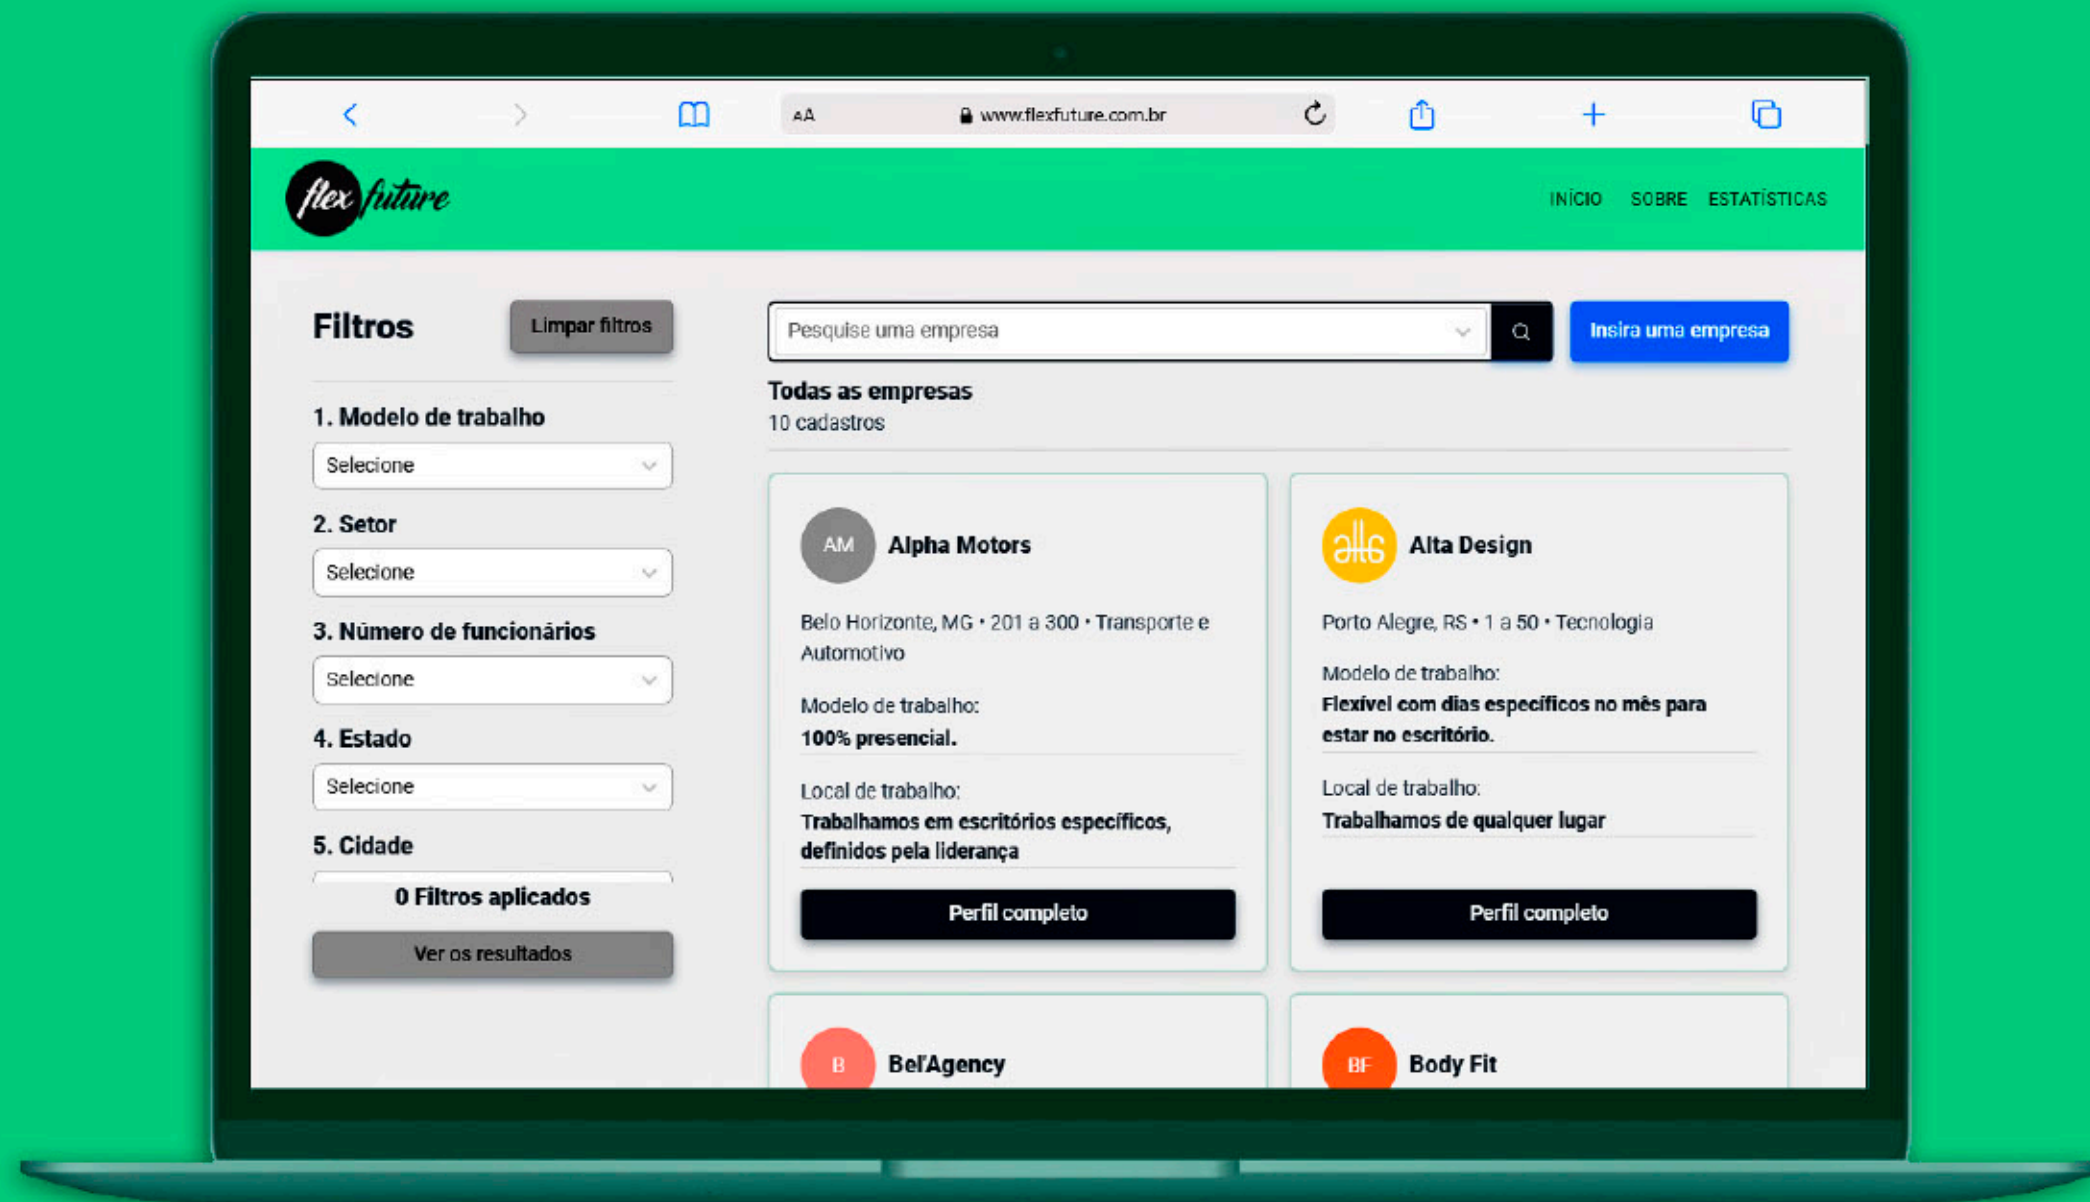 AA
www.flexfuture.com.br
flex future
INÍCIO SOBRE ESTATÍSTICAS
Filtros
Limpar filtros
1. Modelo de trabalho
Selecione
2. Setor
Selecione
3. Número de funcionários
Selecione
4. Estado
Selecione
5. Cidade
0 Filtros aplicados
Ver os resultados
Pesquise uma empresa
Insira uma empresa
Todas as empresas
10 cadastros
AM
Alpha Motors
Belo Horizonte, MG • 201 a 300 • Transporte e
Automotivo
Modelo de trabalho:
100% presencial.
Local de trabalho:
Trabalhamos em escritórios específicos,
definidos pela liderança
Perfil completo
alta
Alta Design
Porto Alegre, RS • 1 a 50 • Tecnologia
Modelo de trabalho:
Flexível com dias específicos no mês para
estar no escritório.
Local de trabalho:
Trabalhamos de qualquer lugar
Perfil completo
B
Bel'Agency
BF
Body Fit